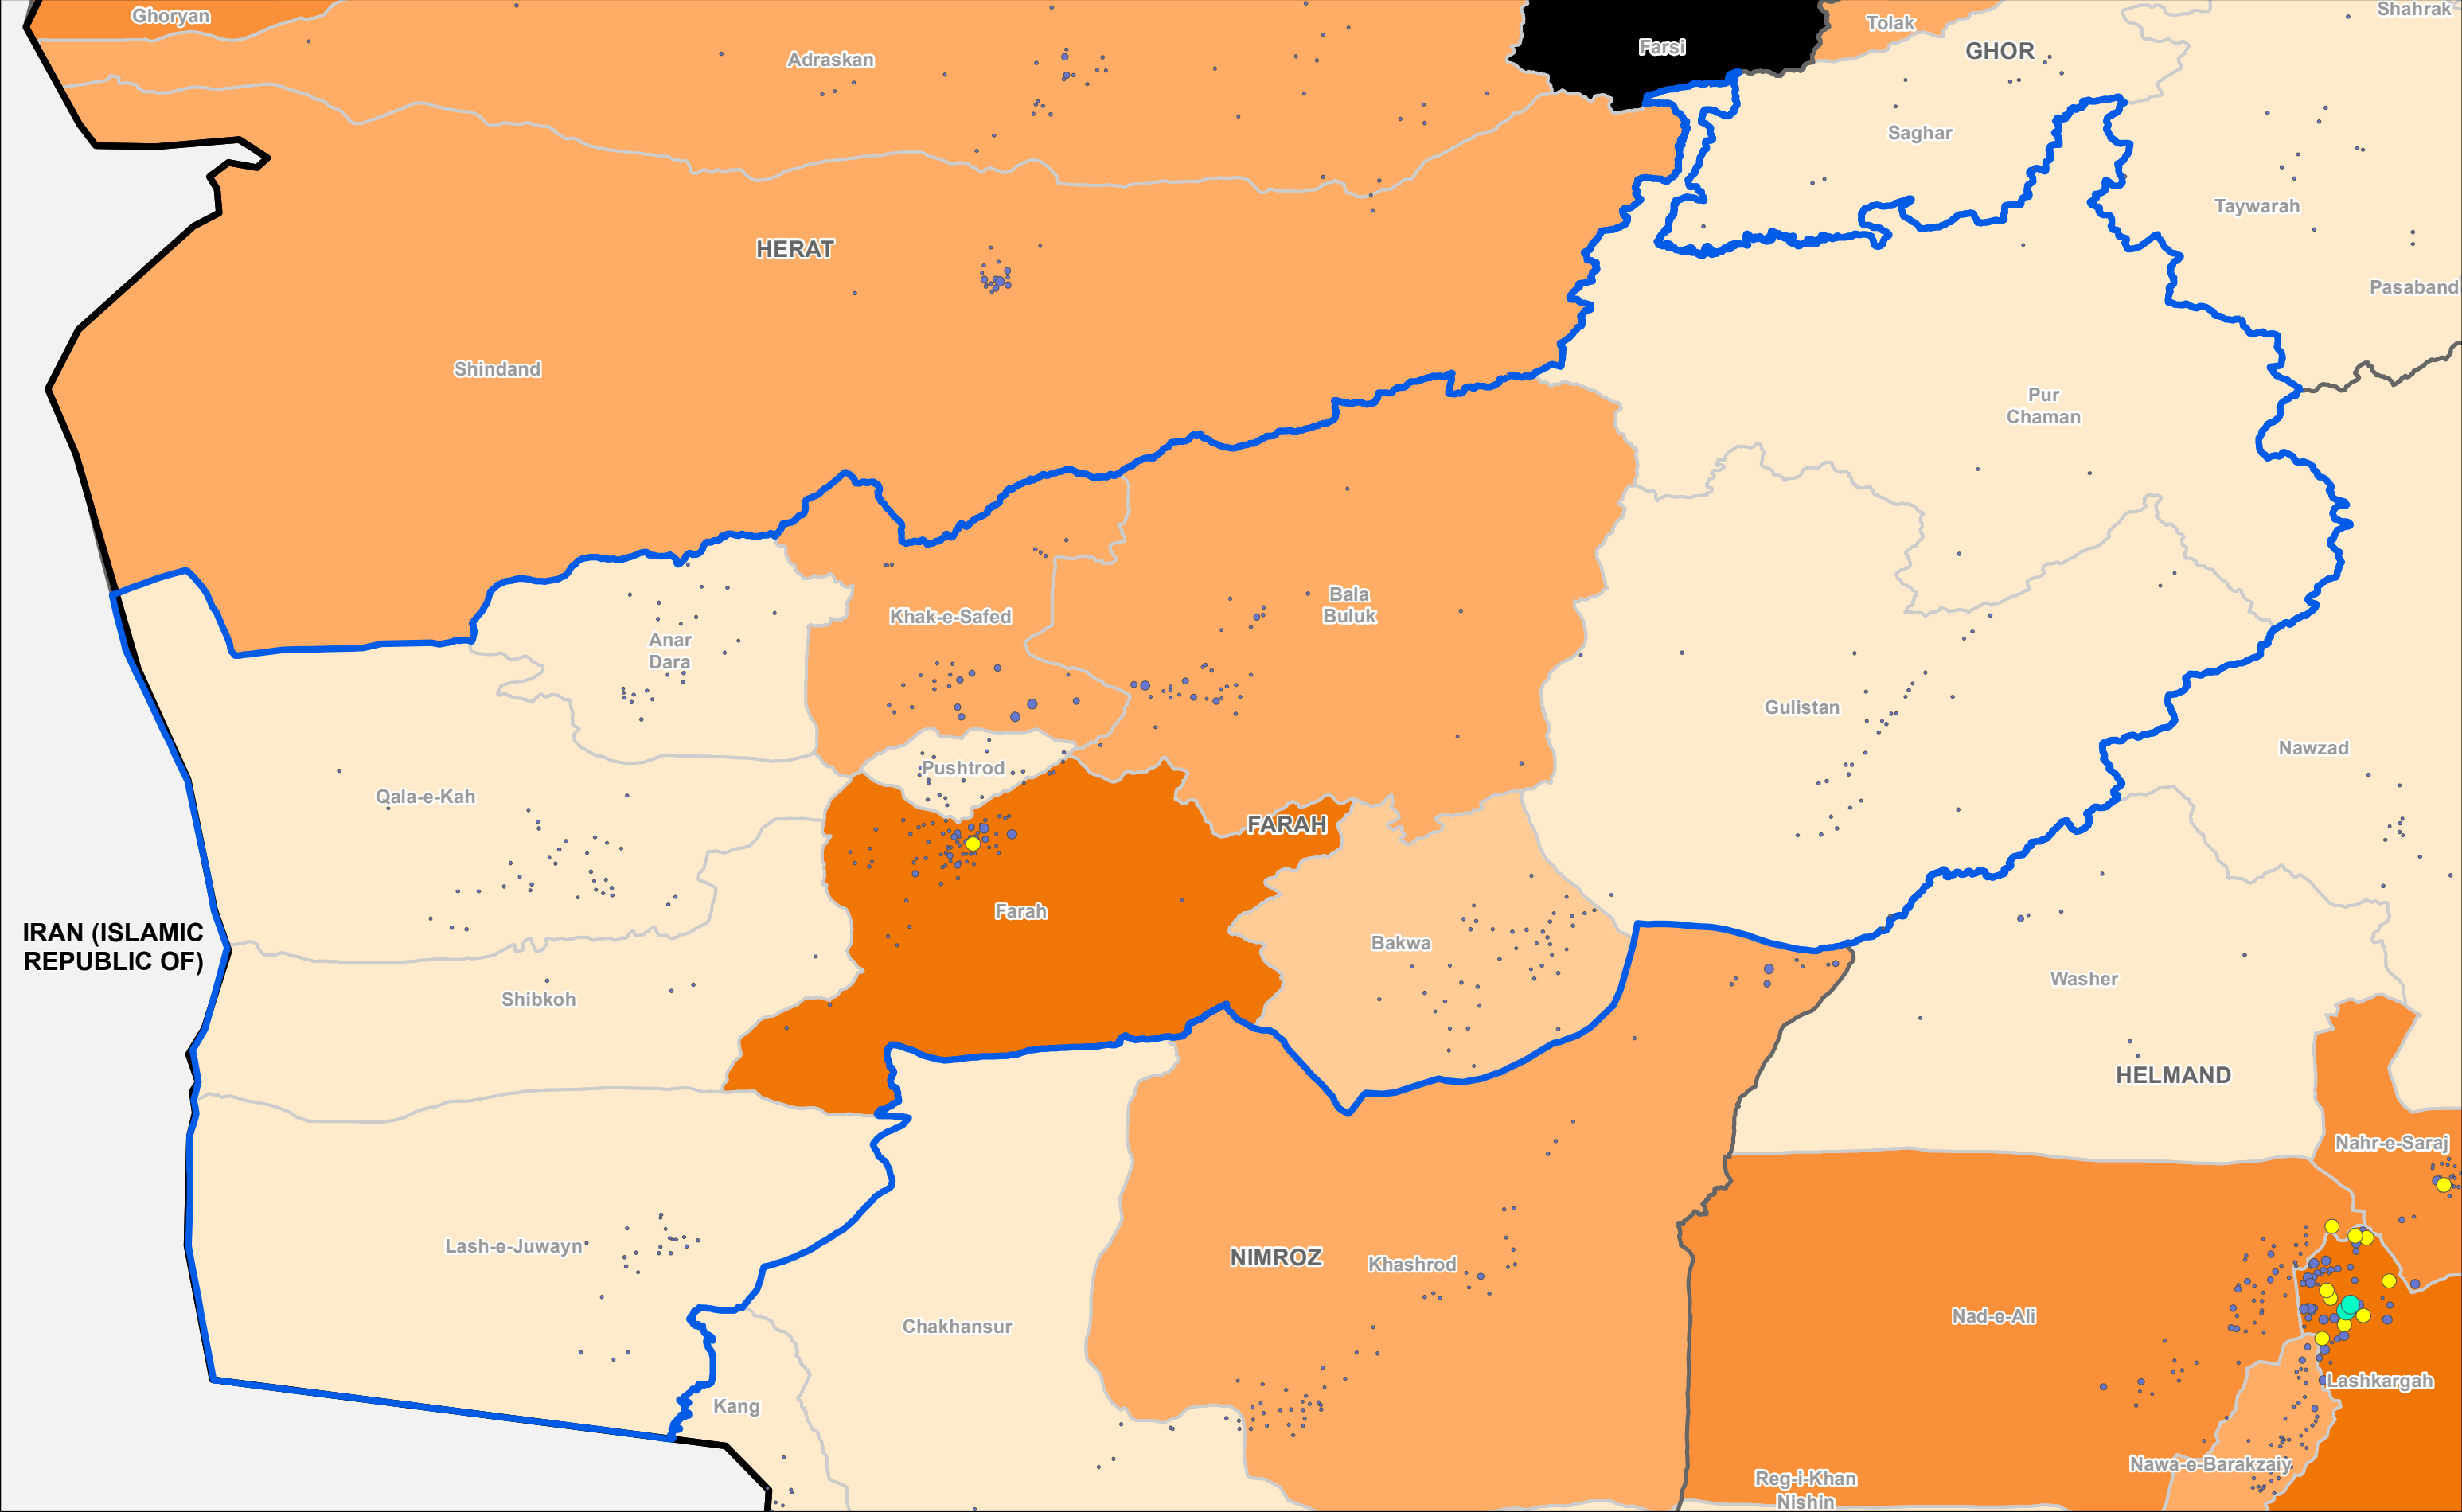 Ghoryan
Adraskan
Farsi
Tolak
Shahrak
GHOR
Saghar
Taywarah
HERAT
Pasaband
Shindand
Pur
Chaman
Khak-e-Safed
Bala
Buluk
Anar
Dara
Gulistan
Nawzad
Pushtrod
Qala-e-Kah
FARAH
Farah
Bakwa
IRAN (ISLAMIC
REPUBLIC OF)
Washer
Shibkoh
HELMAND
Nahr-e-Saraj
Lash-e-Juwayn
NIMROZ
Khashrod
Nad-e-Ali
Chakhansur
Lashkargah
Kang
Nawa-e-Barakzaiy
Reg-i-Khan
Nishin